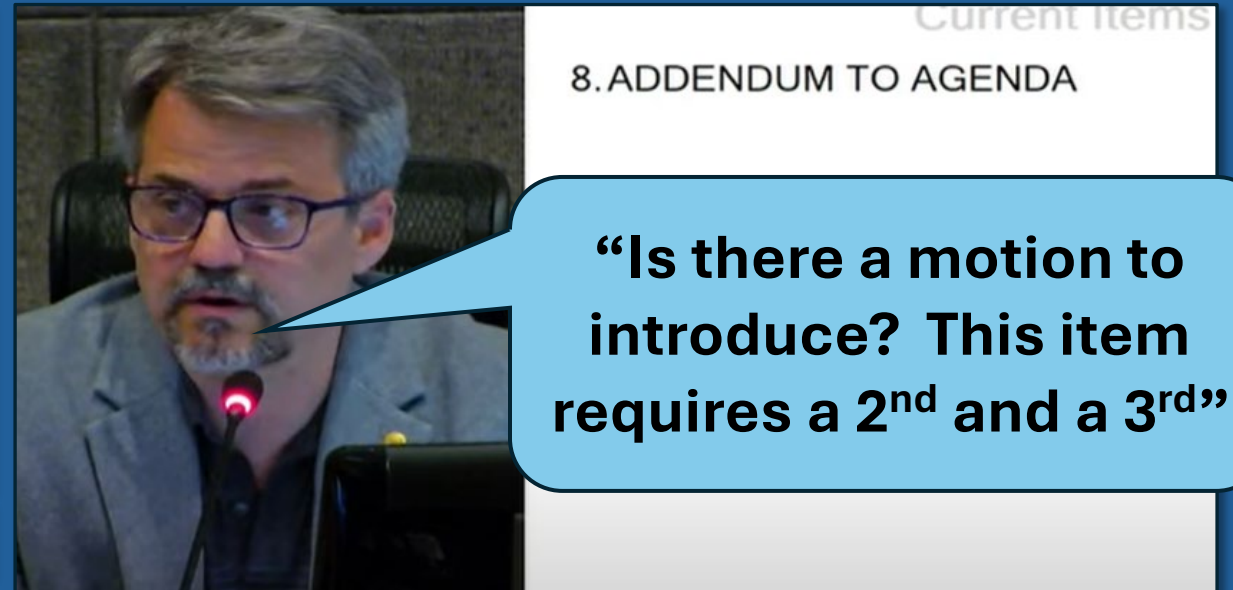 Current Items
8. ADDENDUM TO AGENDA
“Is there a motion to
introduce? This item
requires a 2nd and a 3rd”